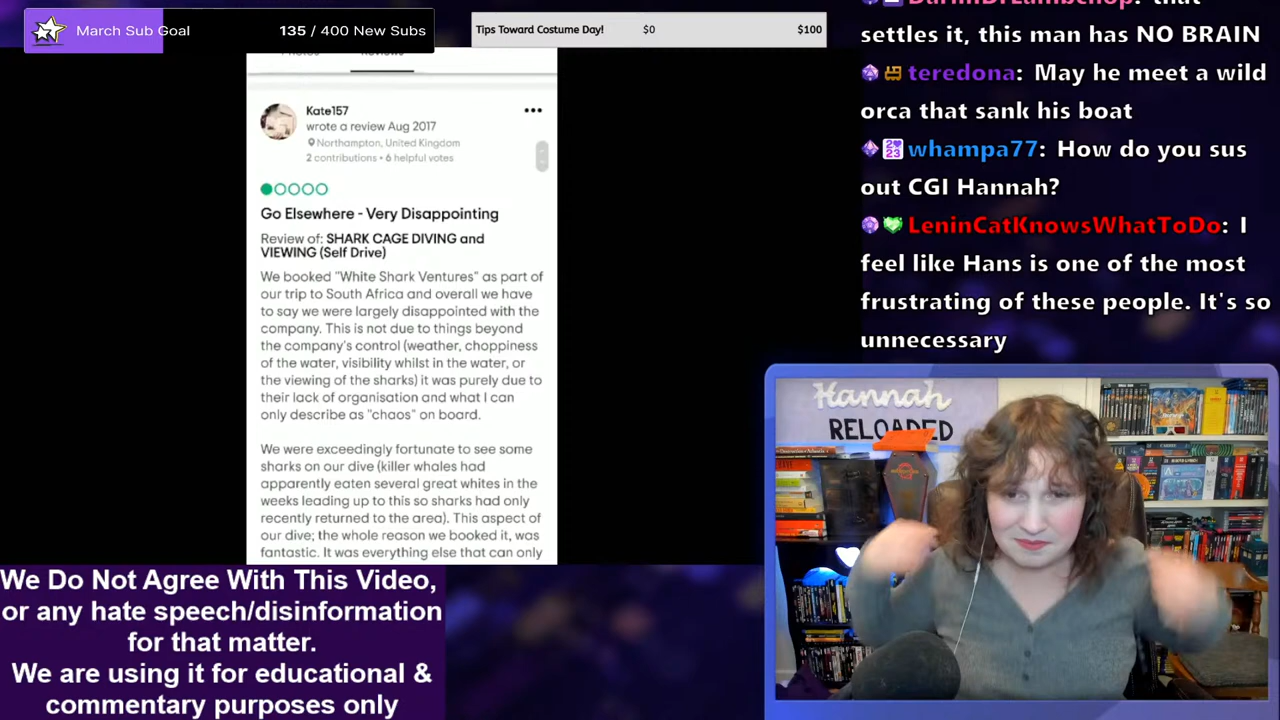 March Sub Goal
135 / 400 New Subs
Tips Toward Costume Day!
$0
$100
Reviews
Kate157
wrote a review Aug 2017
Northampton, United Kingdom
2 contributions • 6 helpful votes
Go Elsewhere - Very Disappointing
Review of: SHARK CAGE DIVING and
VIEWING (Self Drive)
We booked "White Shark Ventures" as part of
our trip to South Africa and overall we have
to say we were largely disappointed with the
company. This is not due to things beyond
the company's control (weather, choppiness
of the water, visibility whilst in the water, or
the viewing of the sharks) it was purely due to
their lack of organisation and what I can
only describe as "chaos" on board.
We were exceedingly fortunate to see some
sharks on our dive (killer whales had
apparently eaten several great whites in the
weeks leading up to this so sharks had only
recently returned to the area). This aspect of
our dive; the whole reason we booked it, was
fantastic. It was everything else that can only
We Do Not Agree With This Video,
or any hate speech/disinformation
for that matter.
We are using it for educational &
commentary purposes only
settles it, this man has NO BRAIN
teredona: May he meet a wild
orca that sank his boat
whampa77: How do you sus
out CGI Hannah?
LeninCatKnowsWhatToDo: I
feel like Hans is one of the most
frustrating of these people. It's so
unnecessary
Hannah
RELOADED